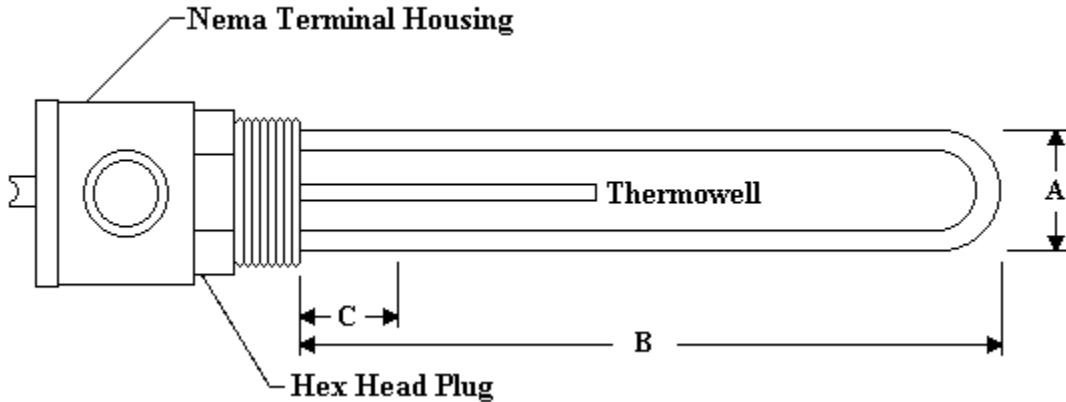 Nema Terminal Housing
Thermowell
A
C
B
Hex Head Plug